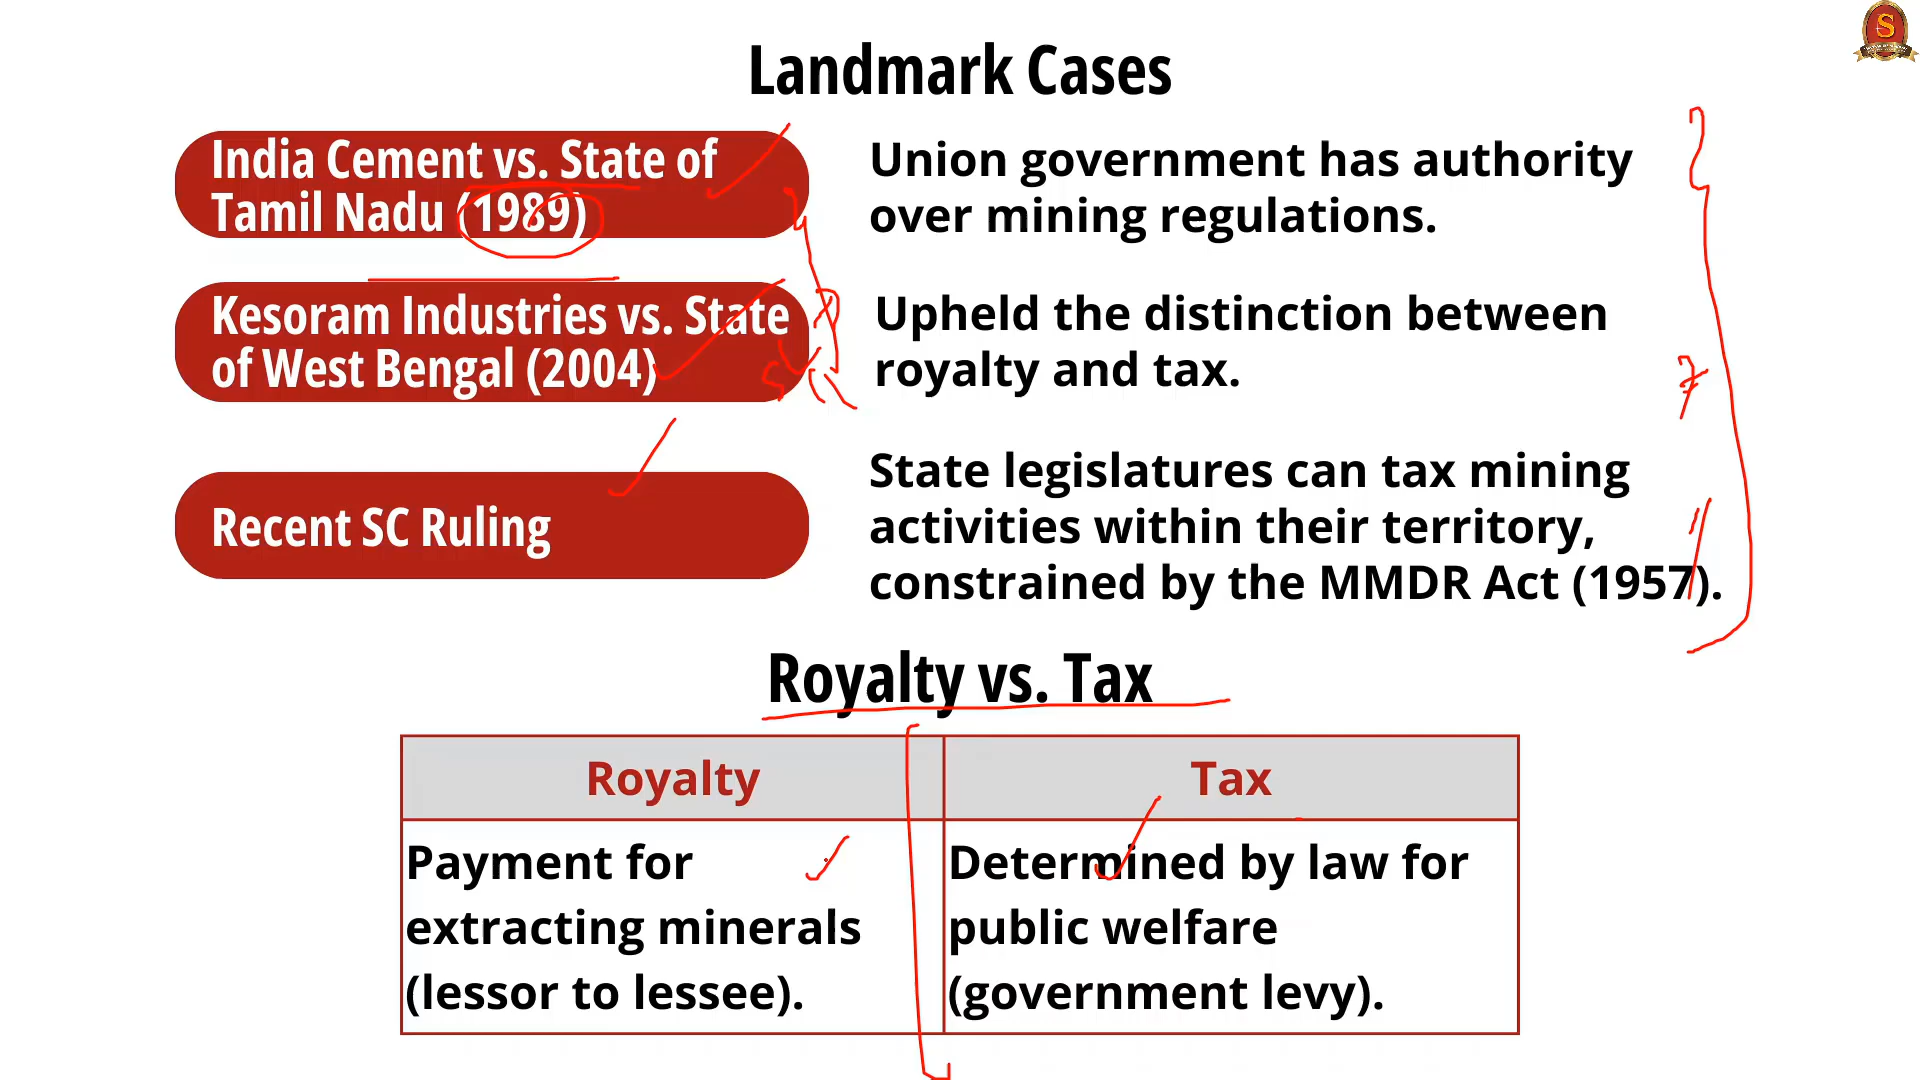 Landmark Cases
India Cement vs. State of
Tamil Nadu (1989)
Union government has authority
over mining regulations.
Kesoram Industries vs. State
of West Bengal (2004)
Upheld the distinction between
royalty and tax.
Recent SC Ruling
State legislatures can tax mining
activities within their territory,
constrained by the MMDR Act (1957).
Royalty vs. Tax
Royalty
Tax
Payment for
extracting minerals
(lessor to lessee).
Determined by law for
public welfare
(government levy).